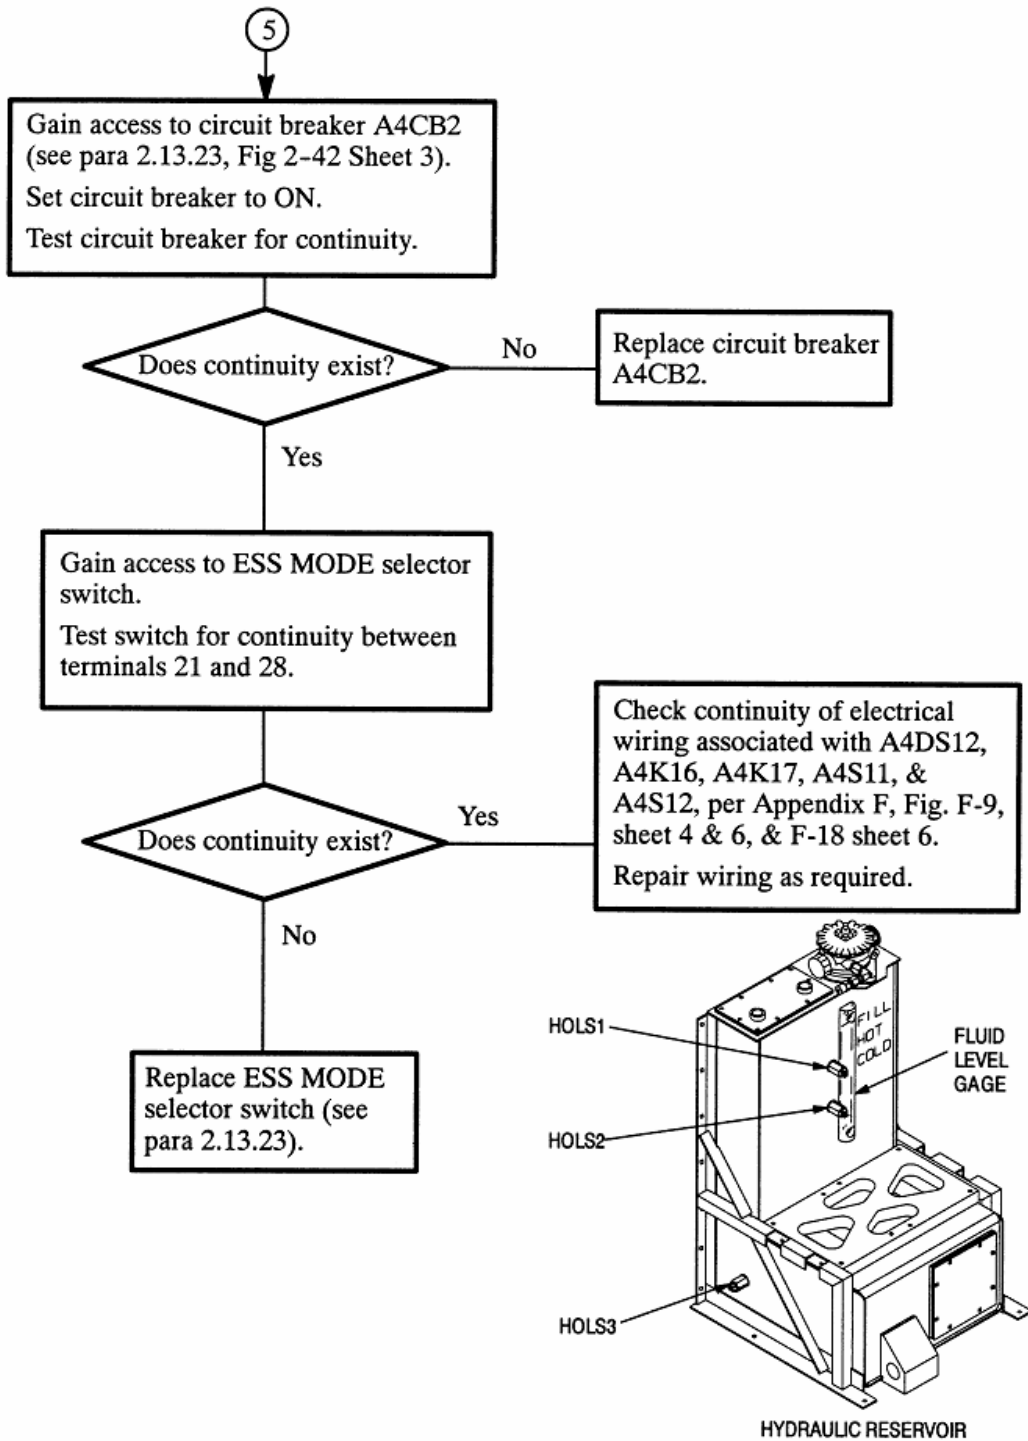 5
Gain access to circuit breaker A4CB2
(see para 2.13.23, Fig 2-42 Sheet 3).
Set circuit breaker to ON.
Test circuit breaker for continuity.
Does continuity exist?
No
Replace circuit breaker
A4CB2.
Yes
Gain access to ESS MODE selector
switch.
Test switch for continuity between
terminals 21 and 28.
Does continuity exist?
Yes
Check continuity of electrical
wiring associated with A4DS12,
A4K16, A4K17, A4S11, &
A4S12, per Appendix F, Fig. F-9,
sheet 4 & 6, & F-18 sheet 6.
Repair wiring as required.
No
Replace ESS MODE
selector switch (see
para 2.13.23).
HOLS1
HOLS2
HOLS3
FILL
HOT
COLD
FLUID
LEVEL
GAGE
HYDRAULIC RESERVOIR